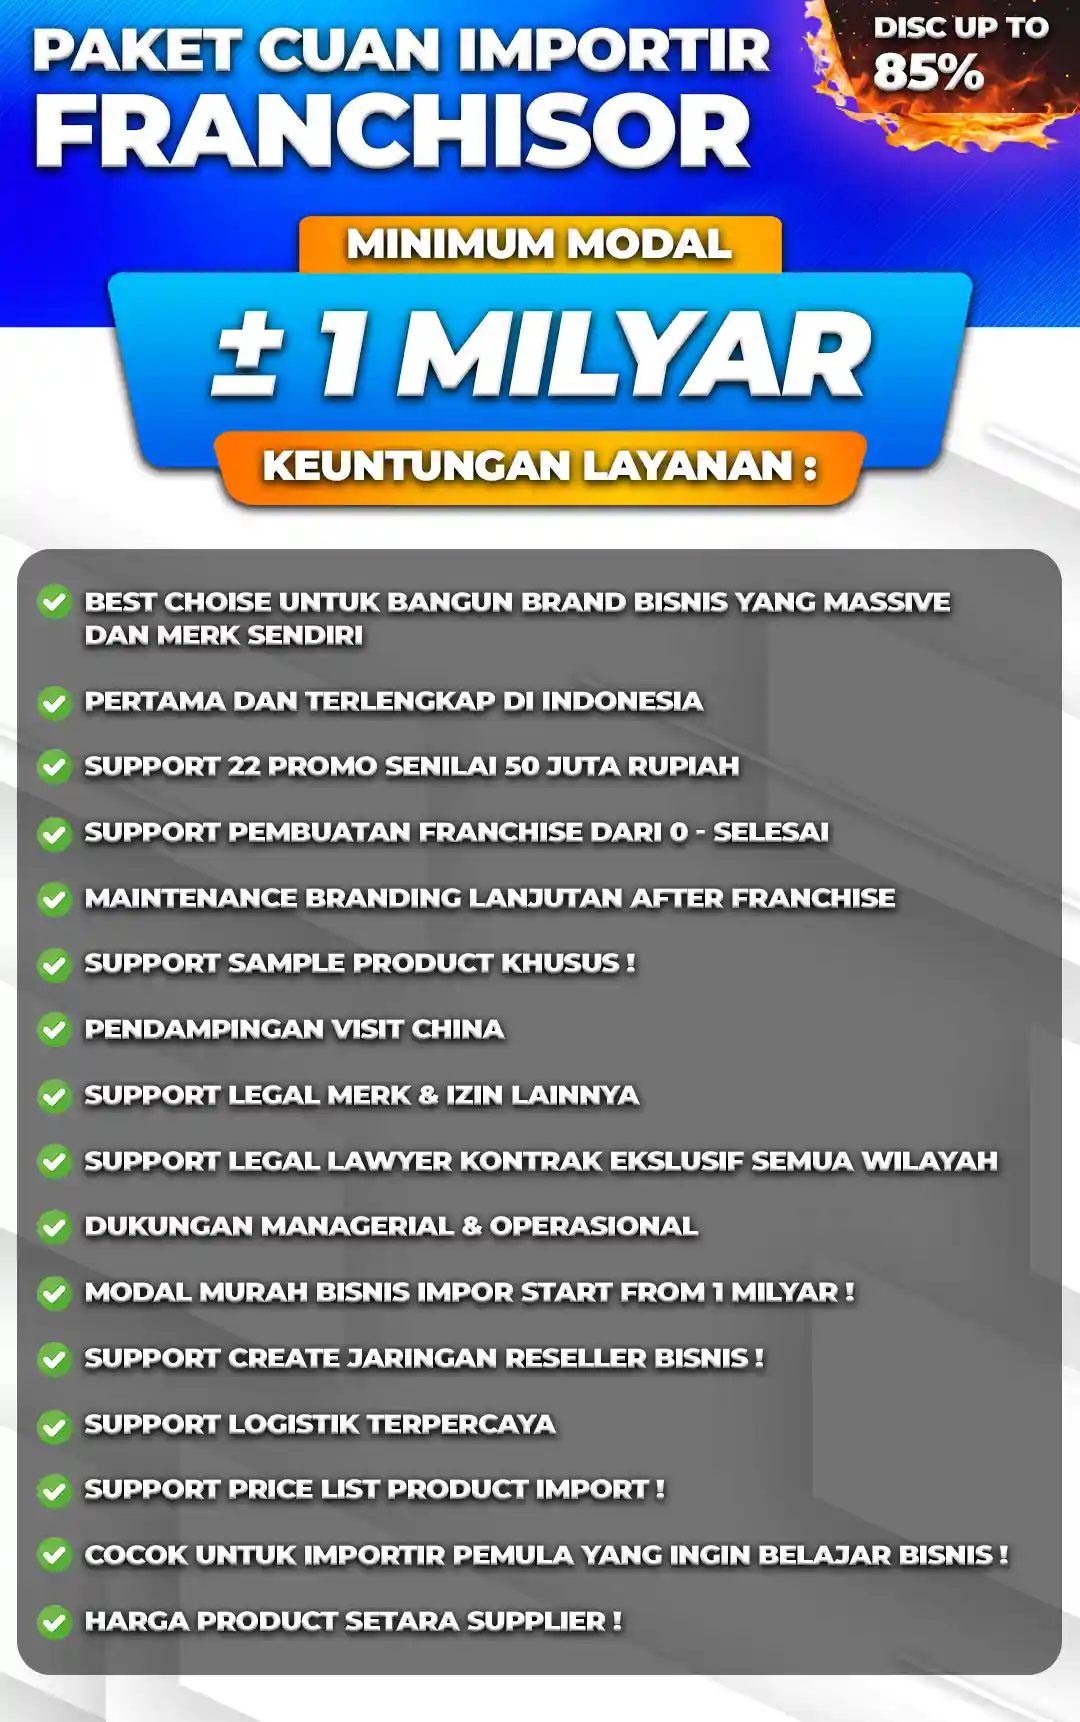 PAKET CUAN IMPORTIR
FRANCHISOR
DISC UP TO
85%
MINIMUM MODAL
± 1 MILYAR
KEUNTUNGAN LAYANAN :
BEST CHOISE UNTUK BANGUN BRAND BISNIS YANG MASSIVE
DAN MERK SENDIRI
PERTAMA DAN TERLENGKAP DI INDONESIA
SUPPORT 22 PROMO SENILAI 50 JUTA RUPIAH
SUPPORT PEMBUATAN FRANCHISE DARI 0 - SELESAI
MAINTENANCE BRANDING LANJUTAN AFTER FRANCHISE
SUPPORT SAMPLE PRODUCT KHUSUS !
PENDAMPINGAN VISIT CHINA
SUPPORT LEGAL MERK & IZIN LAINNYA
SUPPORT LEGAL LAWYER KONTRAK EKSLUSIF SEMUA WILAYAH
DUKUNGAN MANAGERIAL & OPERASIONAL
MODAL MURAH BISNIS IMPOR START FROM 1 MILYAR !
SUPPORT CREATE JARINGAN RESELLER BISNIS !
SUPPORT LOGISTIK TERPERCAYA
SUPPORT PRICE LIST PRODUCT IMPORT !
COCOK UNTUK IMPORTIR PEMULA YANG INGIN BELAJAR BISNIS !
HARGA PRODUCT SETARA SUPPLIER !